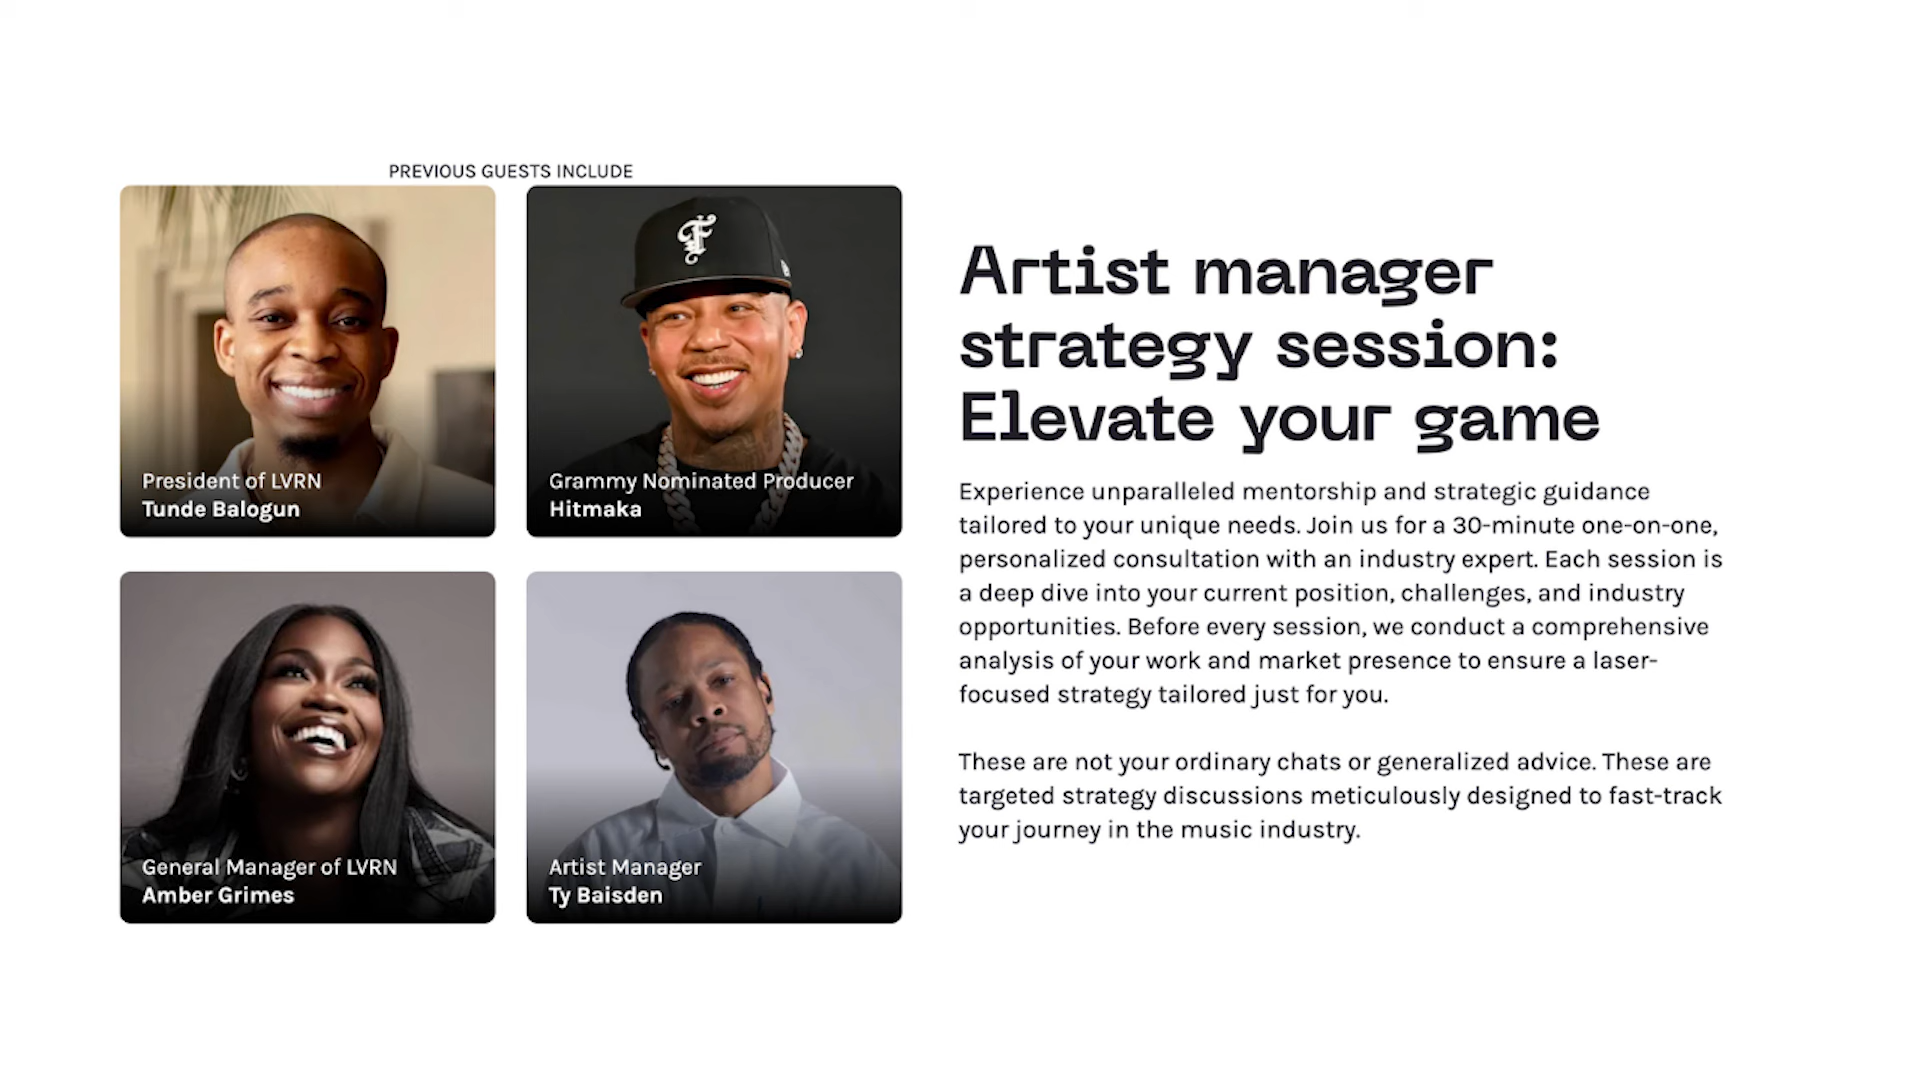 PREVIOUS GUESTS INCLUDE
President of LVRN
Tunde Balogun
Grammy Nominated Producer
Hitmaka
General Manager of LVRN
Amber Grimes
Artist Manager
Ty Baisden
Artist manager
strategy session:
Elevate your game
Experience unparalleled mentorship and strategic guidance
tailored to your unique needs. Join us for a 30-minute one-on-one,
personalized consultation with an industry expert. Each session is
a deep dive into your current position, challenges, and industry
opportunities. Before every session, we conduct a comprehensive
analysis of your work and market presence to ensure a laser-
focused strategy tailored just for you.
These are not your ordinary chats or generalized advice. These are
targeted strategy discussions meticulously designed to fast-track
your journey in the music industry.